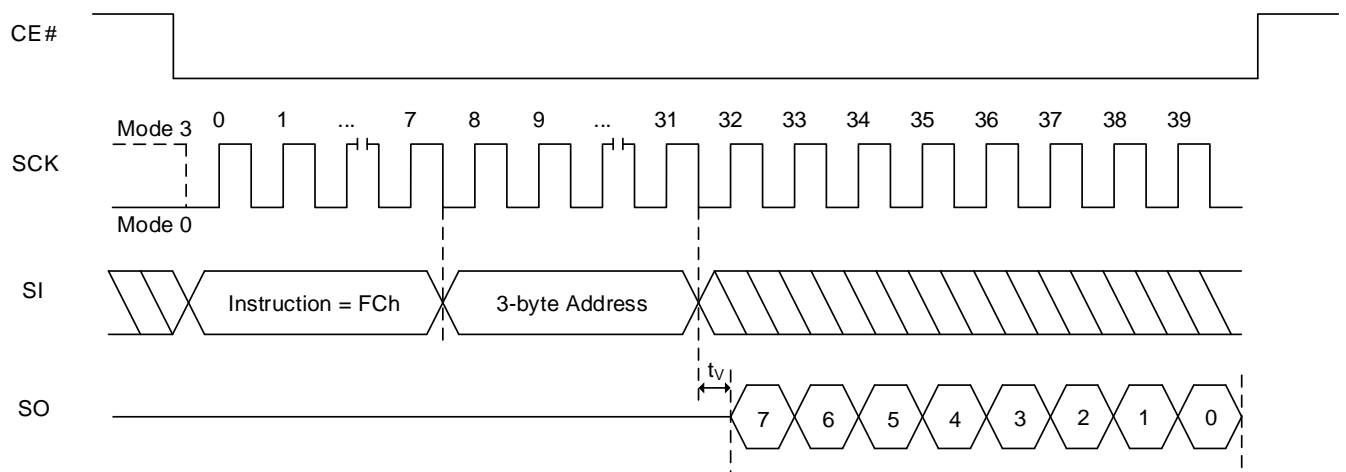 CE#
Mode 3 0 1 ... 7 8 9 ... 31 32 33 34 35 36 37 38 39
SCK
Mode 0
SI Instruction = FCh 3-byte Address
tV
SO 7 6 5 4 3 2 1 0